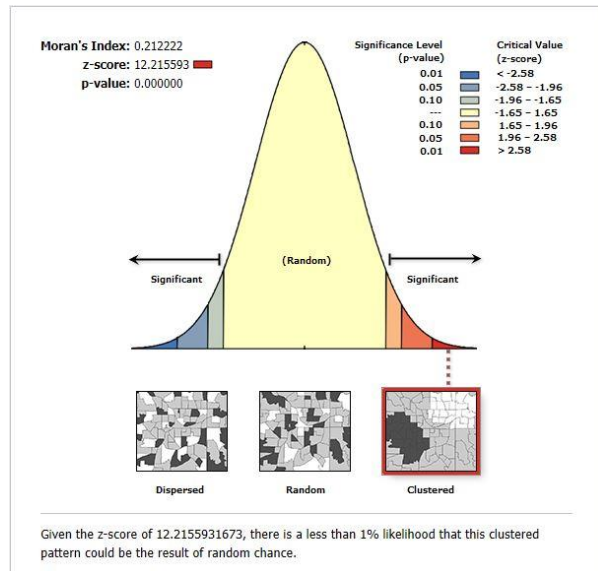 Moran's Index: 0.212222
z-score: 12.215593
p-value: 0.000000
Significance Level
(p-value)
Critical Value
(z-score)
0.01 < -2.58
0.05 -2.58 - -1.96
0.10 -1.96 - -1.65
--- -1.65 - 1.65
0.10 1.65 - 1.96
0.05 1.96 - 2.58
0.01 > 2.58
Significant
(Random)
Significant
Dispersed
Random
Clustered
Given the z-score of 12.2155931673, there is a less than 1% likelihood that this clustered
pattern could be the result of random chance.